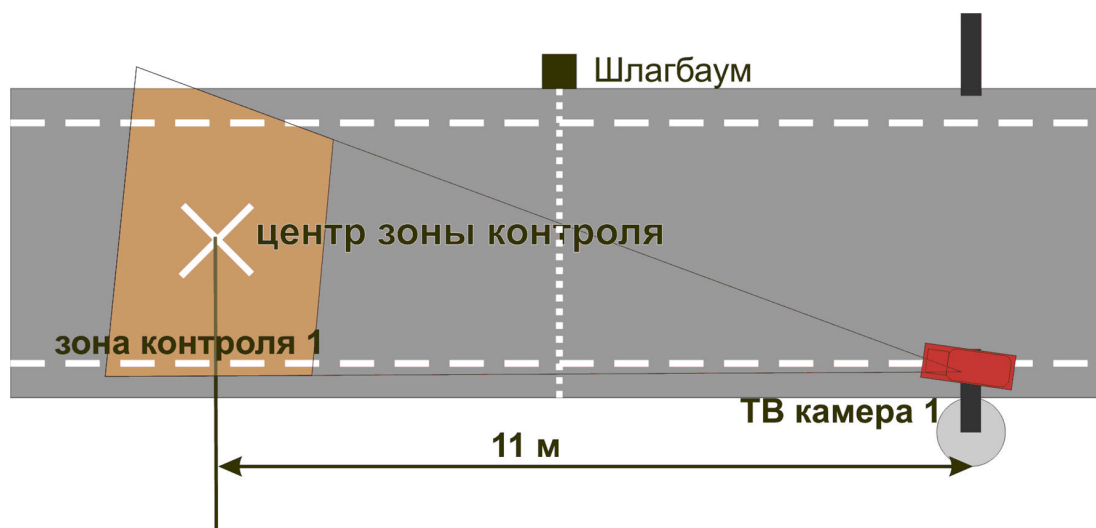 Шлагбаум
центр зоны контроля
зона контроля 1
ТВ камера 1
11 м